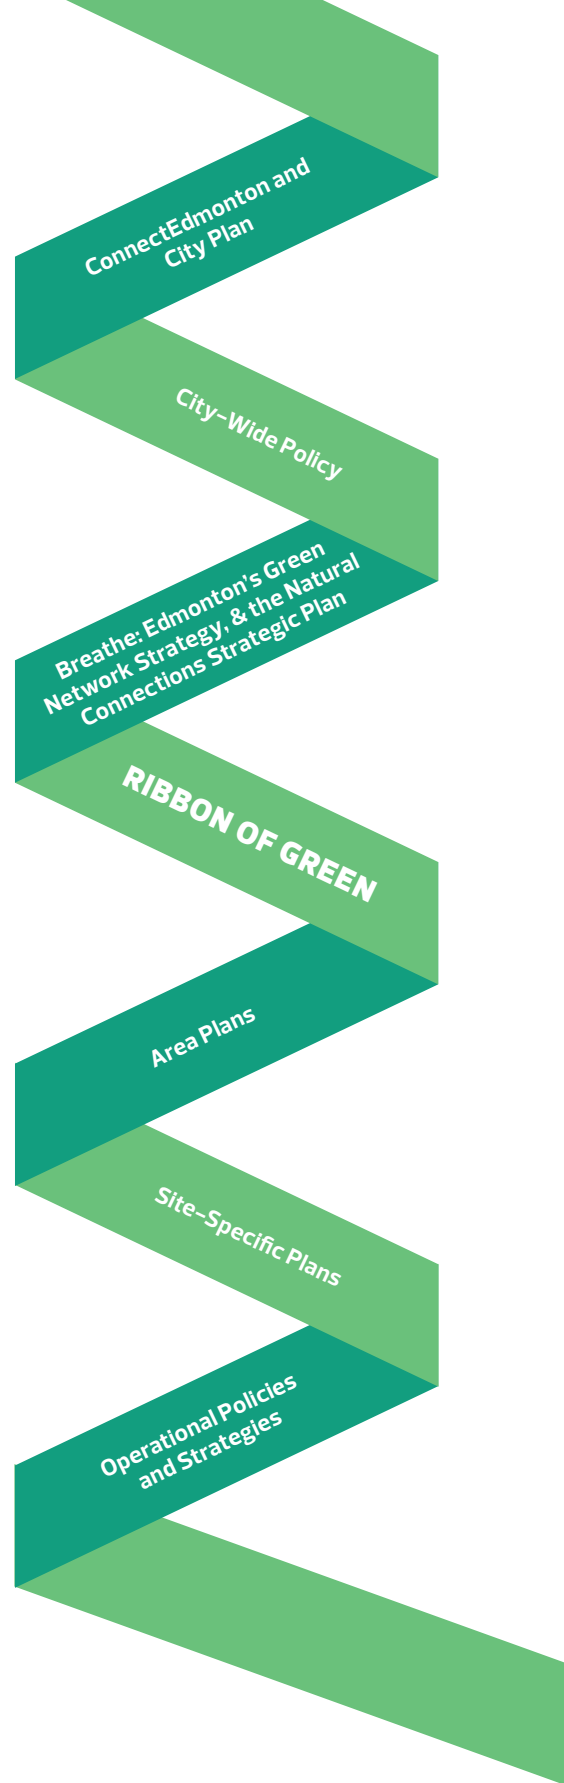 ConnectEdmonton and
City Plan
City-Wide Policy
Breathe: Edmonton’s Green
Network Strategy, & the Natural
Connections Strategic Plan
RIBBON OF GREEN
Area Plans
Site-Specific Plans
Operational Policies
and Strategies